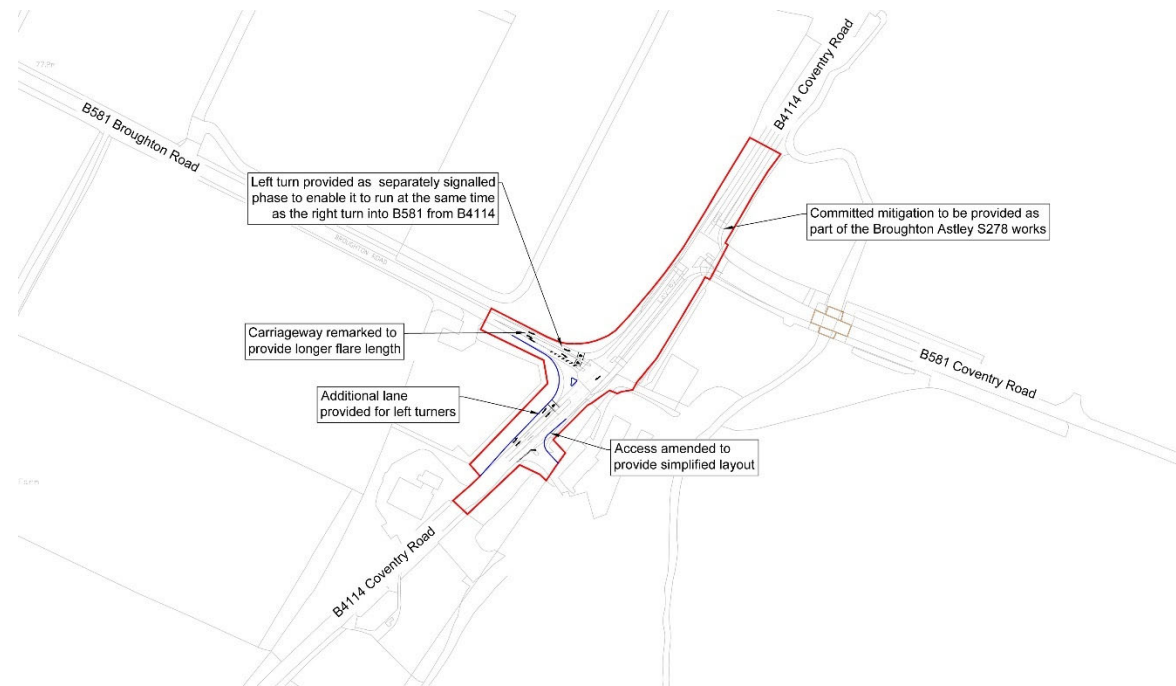 B4114 Coventry Road
B581 Broughton Road
Left turn provided as separately signalled
phase to enable it to run at the same time
as the right turn into B581 from B4114
Committed mitigation to be provided as
part of the Broughton Astley S278 works
BROUGHTON ROAD
Carriageway remarked to
provide longer flare length
B581 Coventry Road
Additional lane
provided for left turners
Access amended to
provide simplified layout
B4114 Coventry Road